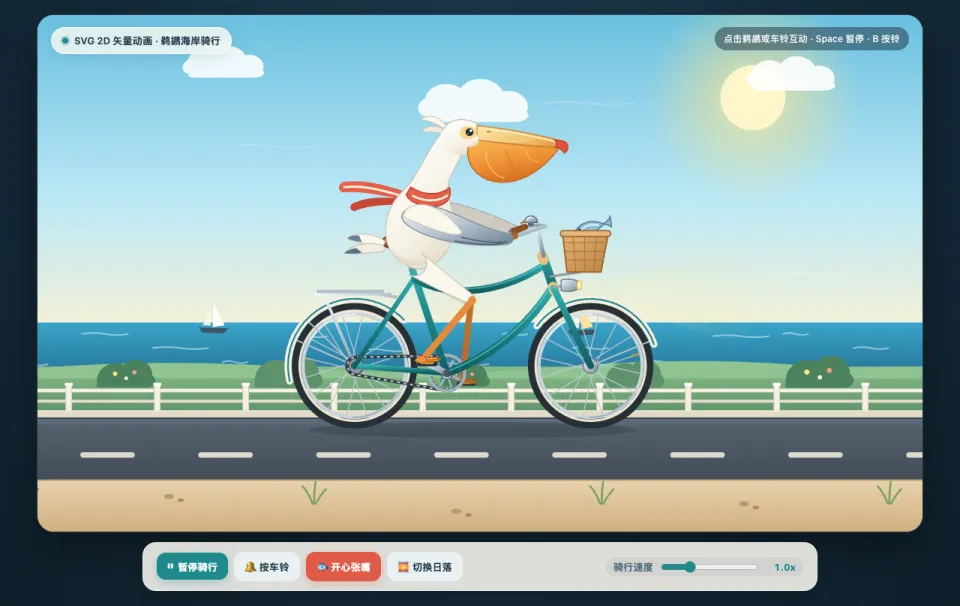 SVG 2D 矢量动画 · 鹈鹕海岸骑行
点击鹈鹕或车铃互动 · Space 暂停 · B 按铃
暂停骑行
按车铃
开心张嘴
切换日落
骑行速度
1.0x